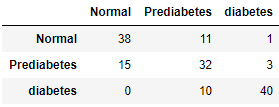 Normal Prediabetes diabetes
Normal 38 11 1
Prediabetes 15 32 3
diabetes 0 10 40